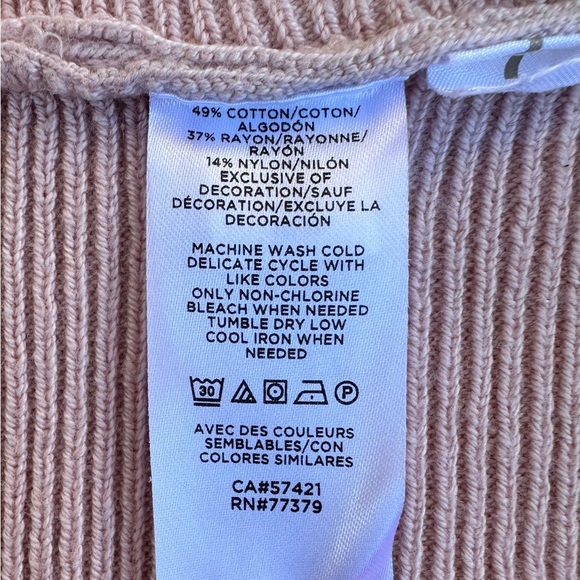 49% COTTON/COTON/
ALGODÓN
37% RAYON/RAYONNE/
RAYÓN
14% NYLON/NILÓN
EXCLUSIVE OF
DECORATION/SAUF
DÉCORATION/EXCLUYE LA
DECORACIÓN
MACHINE WASH COLD
DELICATE CYCLE WITH
LIKE COLORS
ONLY NON-CHLORINE
BLEACH WHEN NEEDED
TUMBLE DRY LOW
COOL IRON WHEN
NEEDED
30 P
AVEC DES COULEURS
SEMBLABLES/CON
COLORES SIMILARES
CA#57421
RN#77379